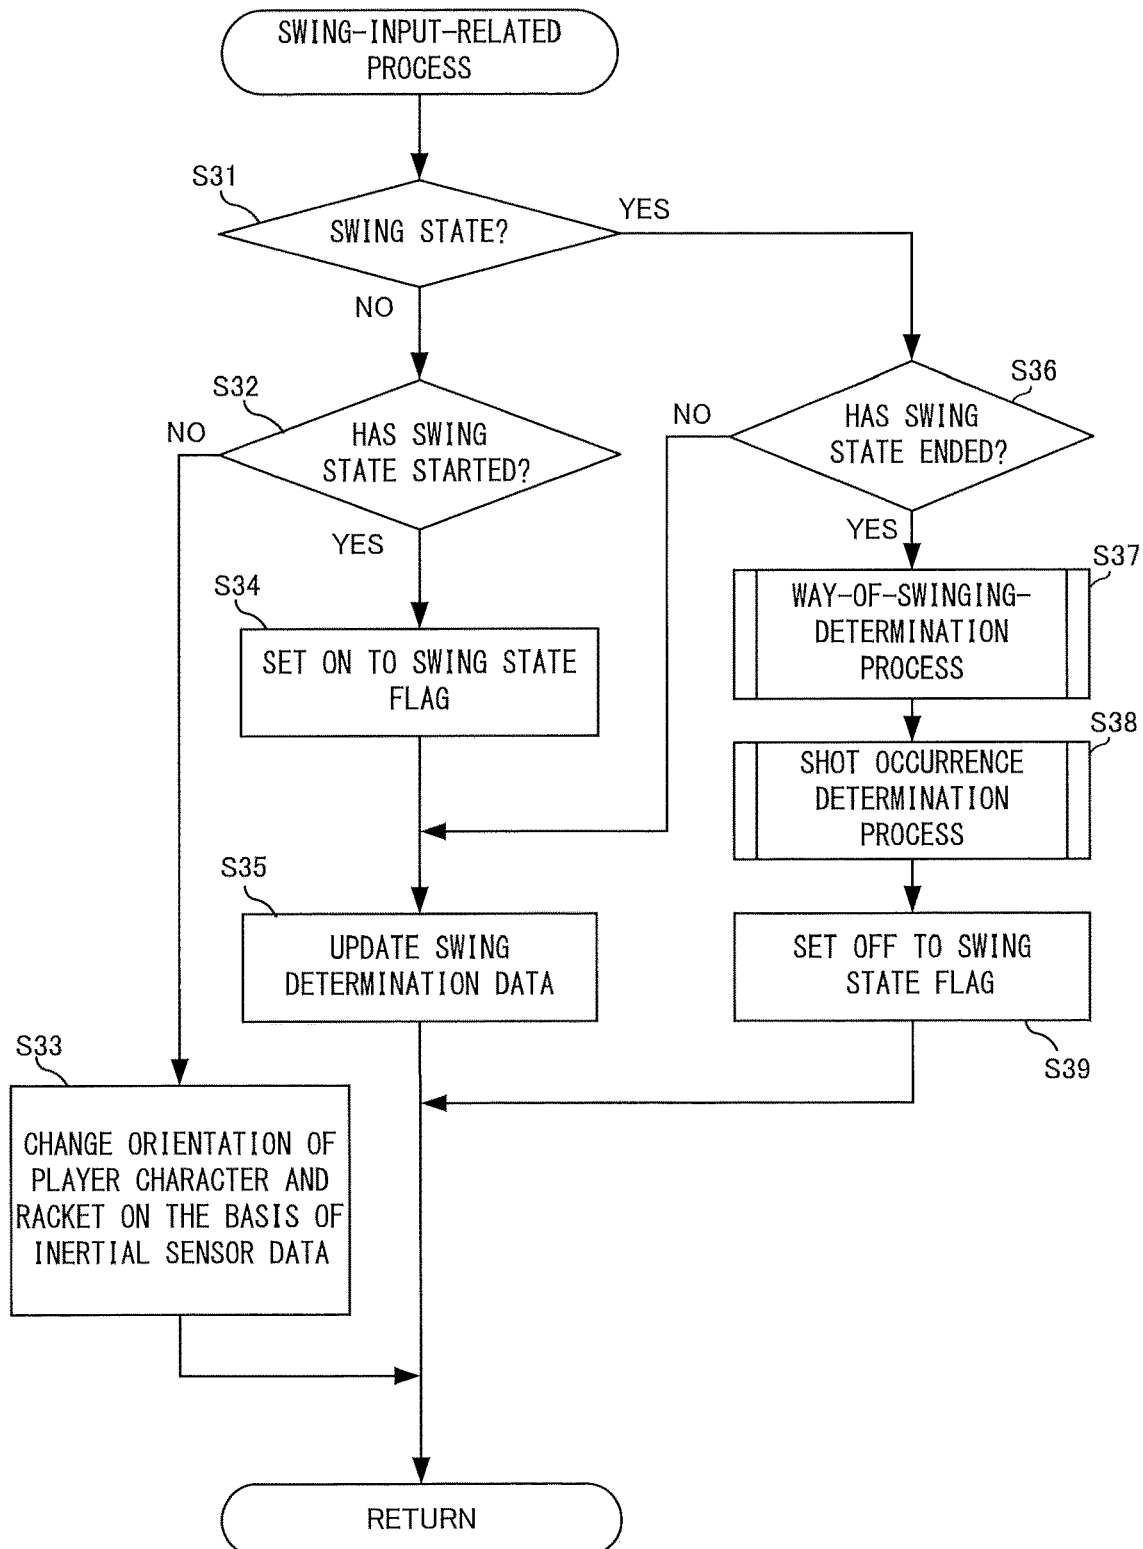 SWING-INPUT-RELATED
PROCESS
S31
SWING STATE?
YES
NO
S32
HAS SWING
STATE STARTED?
NO
YES
S36
HAS SWING
STATE ENDED?
NO
YES
S34
SET ON TO SWING STATE
FLAG
S37
WAY-OF-SWINGING-
DETERMINATION
PROCESS
S38
SHOT OCCURRENCE
DETERMINATION
PROCESS
S35
UPDATE SWING
DETERMINATION DATA
SET OFF TO SWING
STATE FLAG
S39
S33
CHANGE ORIENTATION OF
PLAYER CHARACTER AND
RACKET ON THE BASIS OF
INERTIAL SENSOR DATA
RETURN